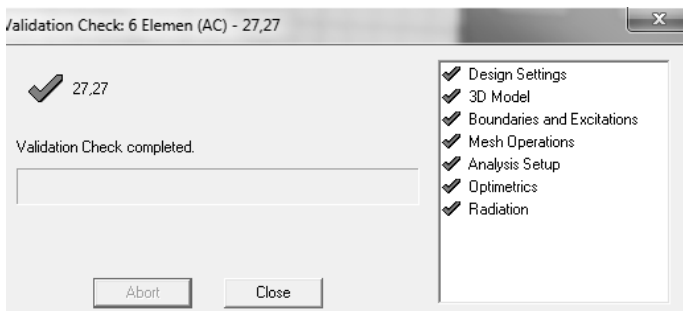 Validation Check: 6 Elemen (AC) - 27,27
27,27
Validation Check completed.
Abort
Close
Design Settings
3D Model
Boundaries and Excitations
Mesh Operations
Analysis Setup
Optimetrics
Radiation